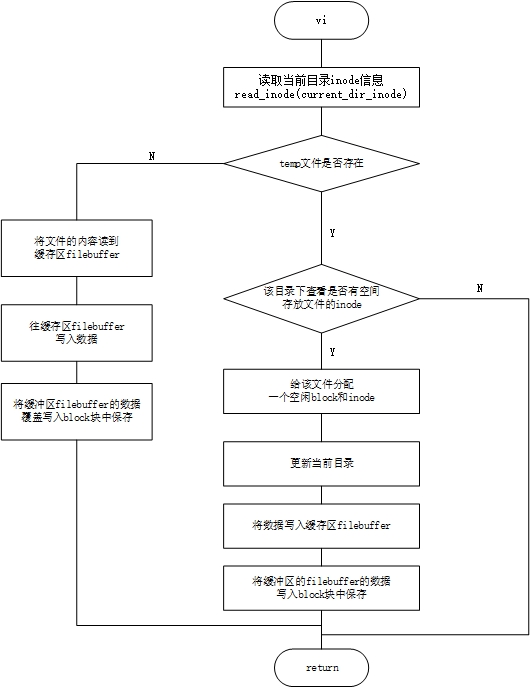 vi
读取当前目录inode信息
read_inode(current_dir_inode)
temp文件是否存在
N
Y
将文件的内容读到
缓存区filebuffer
往缓存区filebuffer
写入数据
将缓冲区filebuffer的数据
覆盖写入block块中保存
该目录下查看是否有空间
存放文件的inode
N
Y
给该文件分配
一个空闲block和inode
更新当前目录
将数据写入缓存区filebuffer
将缓冲区的filebuffer的数据
写入block块中保存
return